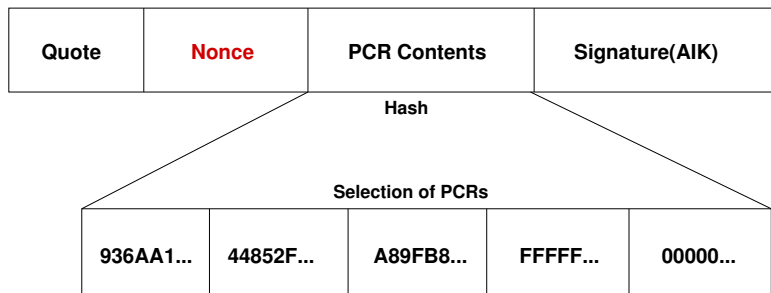 Quote Nonce PCR Contents Signature(AIK)
Hash
Selection of PCRs
936AA1... 44852F... A89FB8... FFFFF... 00000...